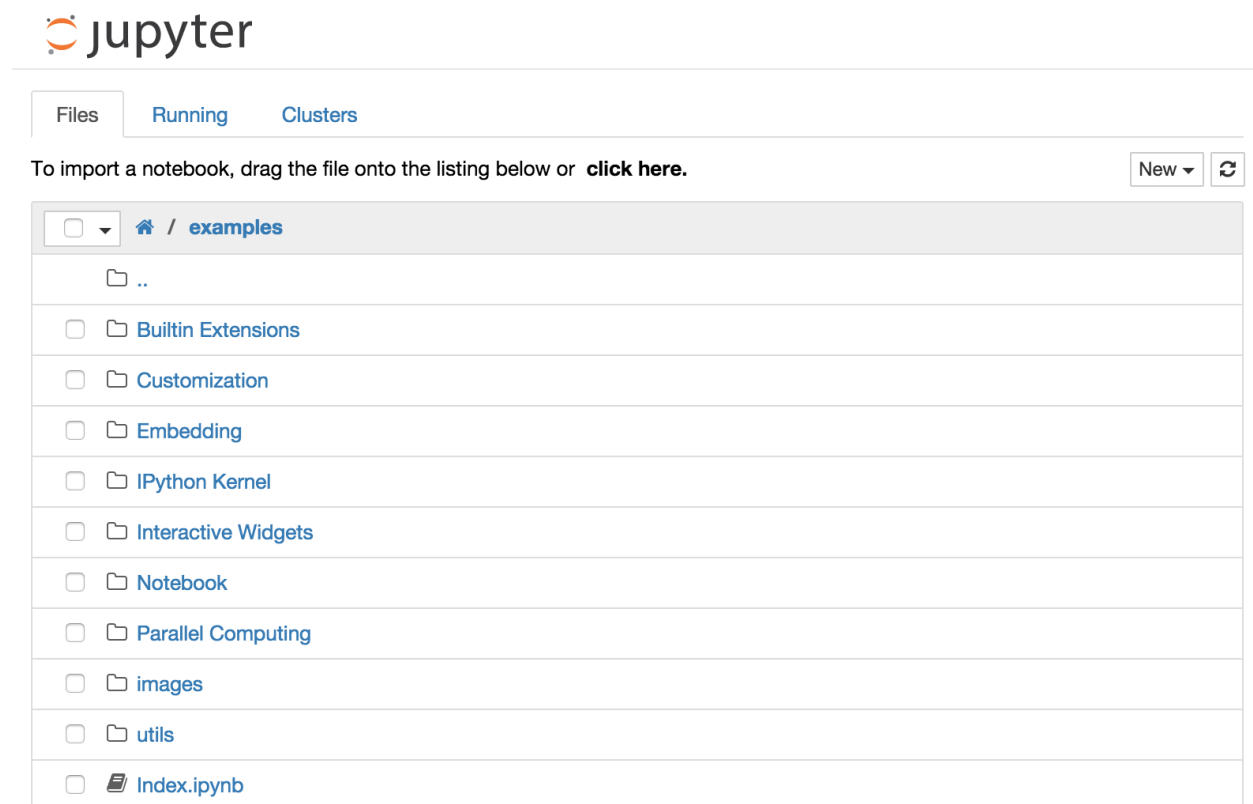 jupyter
Files Running Clusters
To import a notebook, drag the file onto the listing below or click here. New
/ examples
..
Builtin Extensions
Customization
Embedding
IPython Kernel
Interactive Widgets
Notebook
Parallel Computing
images
utils
Index.ipynb